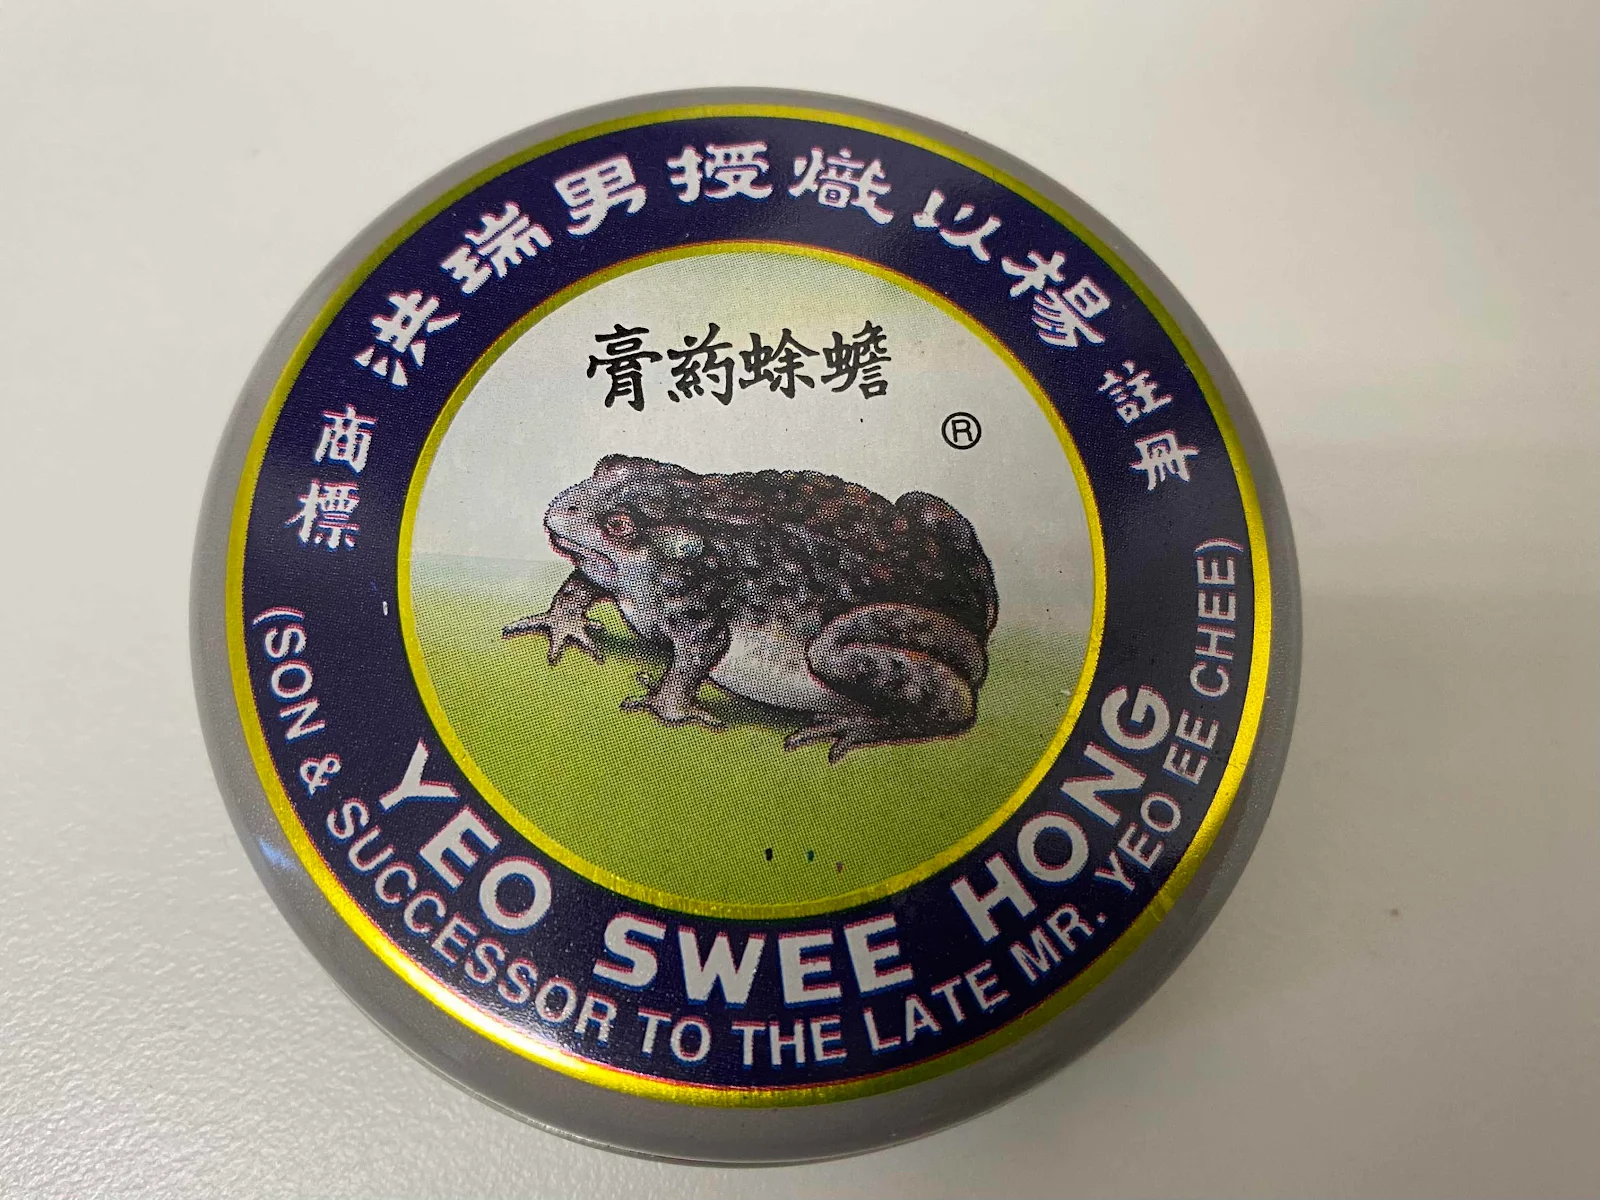 註冊 楊以熾授男瑞洪 商標
蟾蜍葯膏
®
YEO SWEE HONG
(SON & SUCCESSOR TO THE LATE MR. YEO EE CHEE)